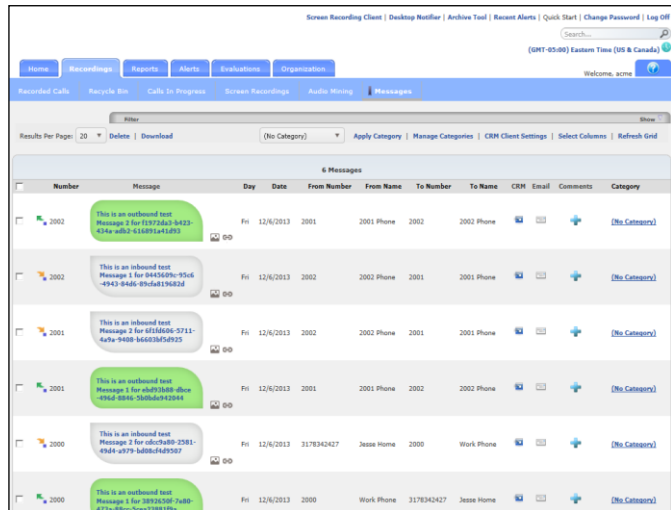 Screen Recording Client | Desktop Notifier | Archive Tool | Recent Alerts | Quick Start | Change Password | Log Off
Search...
(GMT-05:00) Eastern Time (US & Canada)
Home Recordings Reports Alerts Evaluations Organization
Welcome, acme
Recorded Calls Recycle Bin Calls In Progress Screen Recordings Audio Mining Messages
Filter Show
Results Per Page: 20 Delete | Download (No Category) Apply Category | Manage Categories | CRM Client Settings | Select Columns | Refresh Grid
6 Messages
Number Message Day Date From Number From Name To Number To Name CRM Email Comments Category
This is an outbound test
2002 Message 2 for f1972da3-b423- Fri 12/6/2013 2001 2001 Phone 2002 2002 Phone (No Category)
434a-adb2-616891a41d93
This is an inbound test
2002 Message 1 for 8445609c-95c6 Fri 12/6/2013 2002 2002 Phone 2001 2001 Phone (No Category)
-4943-84d6-89cfa819682d
This is an inbound test
2001 Message 2 for 6f1fd606-5711- Fri 12/6/2013 2002 2002 Phone 2001 2001 Phone (No Category)
4a9a-9408-b6603bf5d925
This is an outbound test
2001 Message 1 for ebd93b88-dbce Fri 12/6/2013 2001 2001 Phone 2002 2002 Phone (No Category)
-496d-8846-5b0bde942044
This is an inbound test
2000 Message 2 for cdcc9a80-2581- Fri 12/6/2013 3178342427 Jesse Home 2000 Work Phone (No Category)
49d4-a979-bd08cf4d9507
This is an outbound test
2000 Message 1 for 3892650f-7a80- Fri 12/6/2013 2000 Work Phone 3178342427 Jesse Home (No Category)